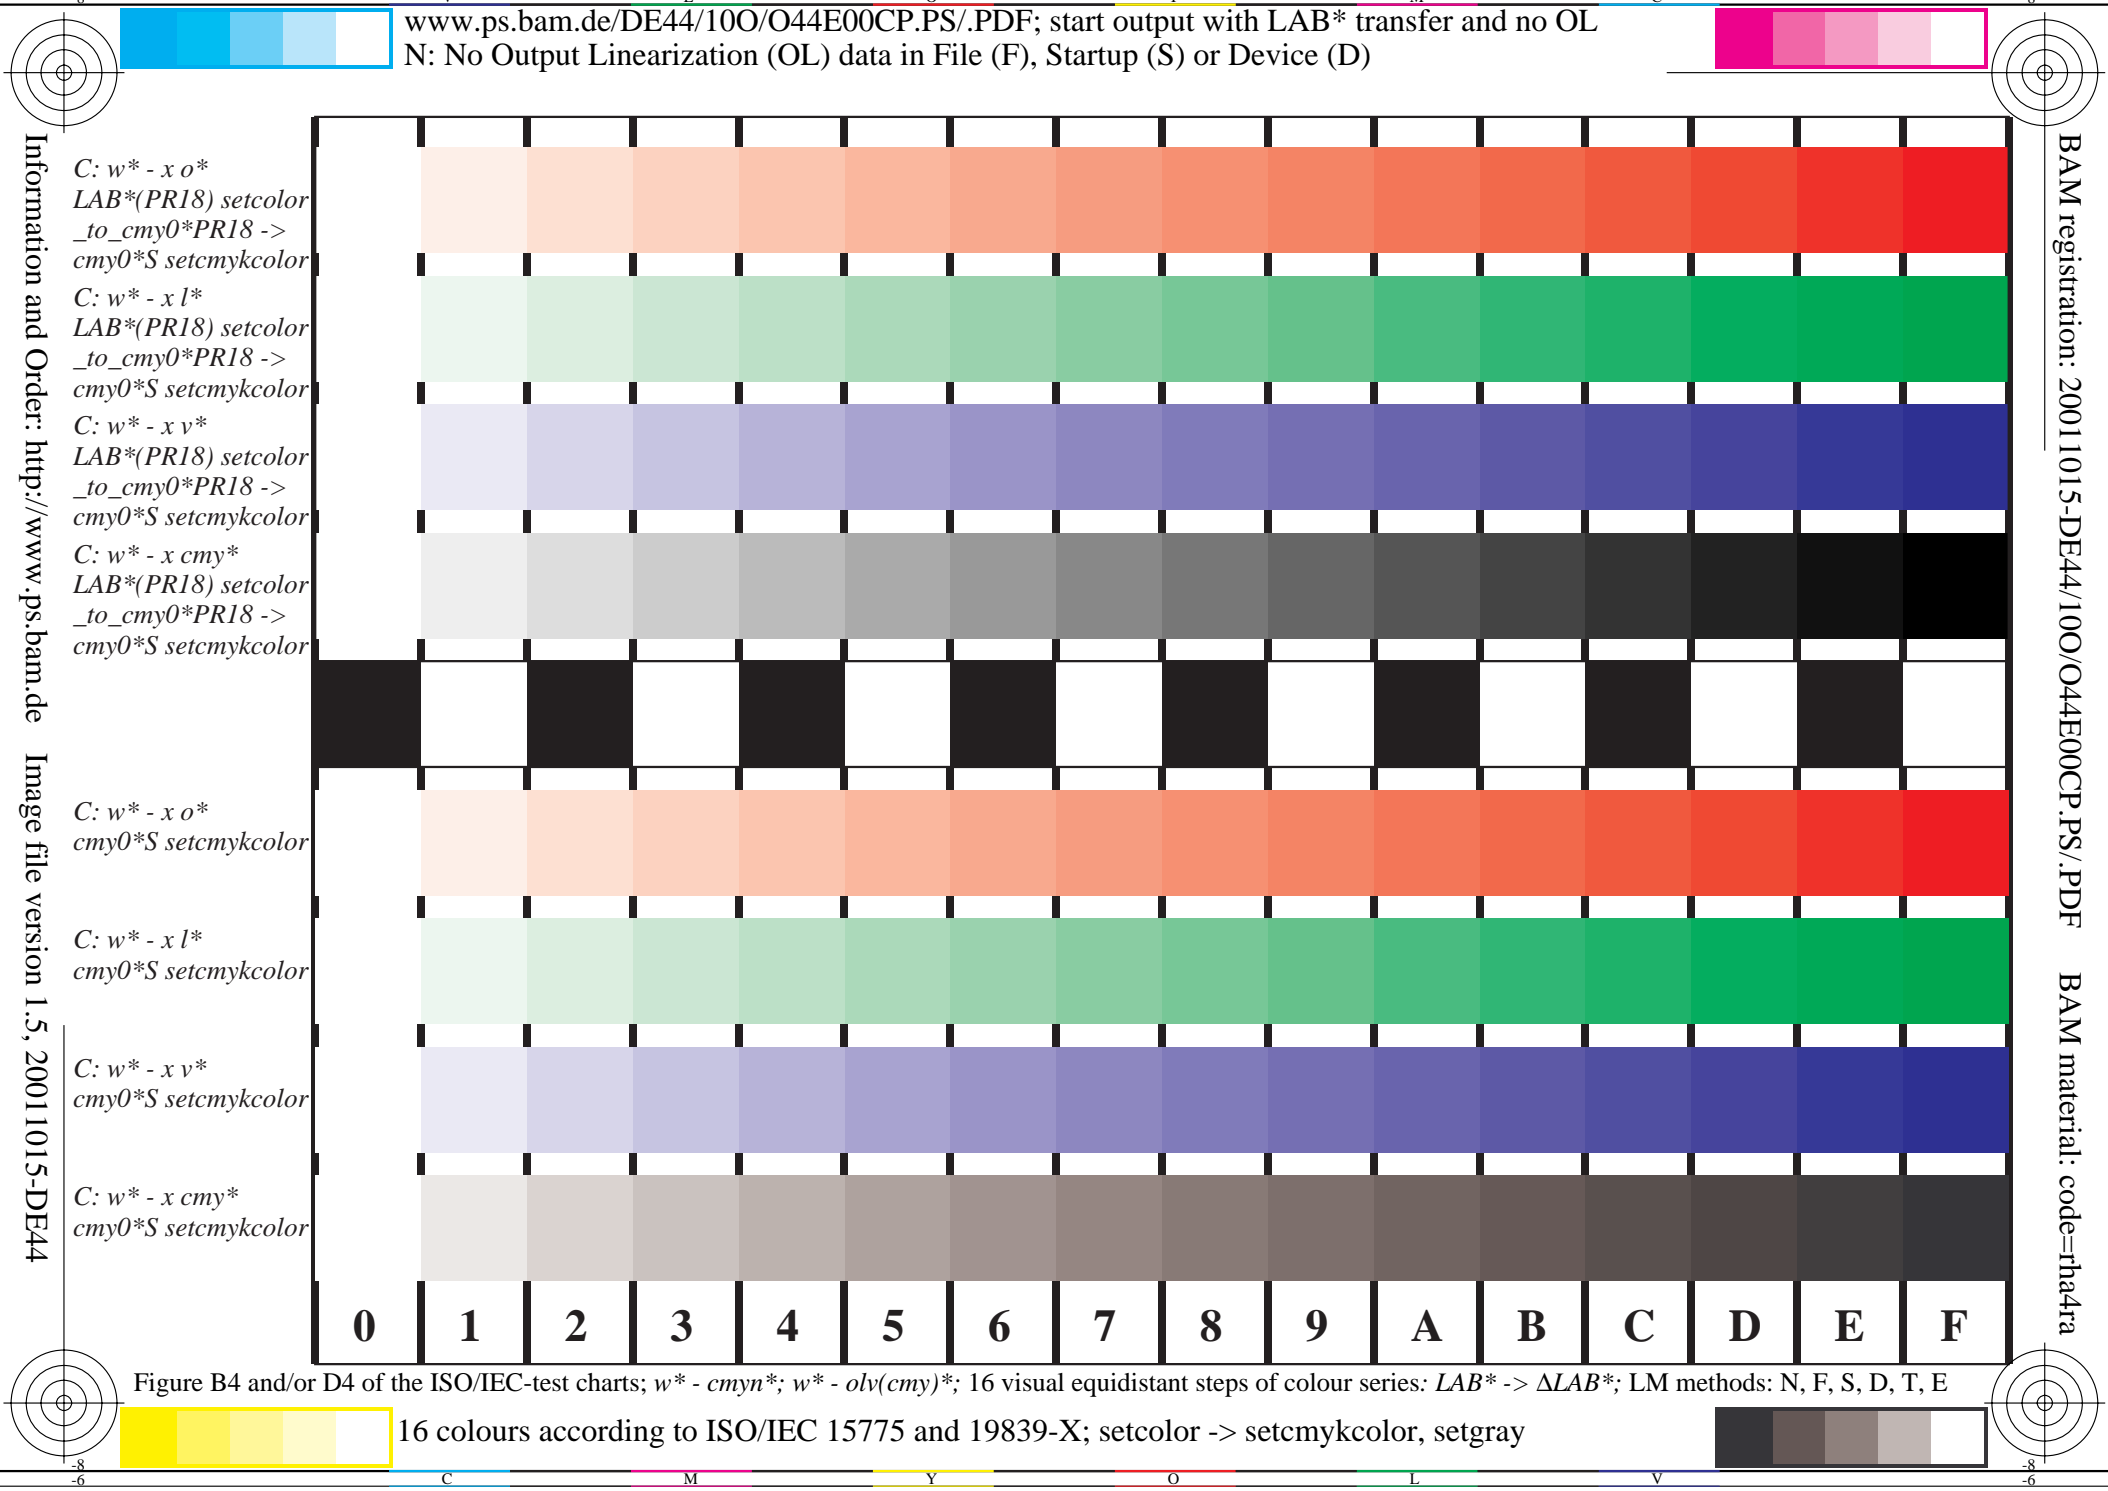 www.ps.bam.de/DE44/10O/O44E00CP.PS/.PDF; start output with LAB* transfer and no OL
N: No Output Linearization (OL) data in File (F), Startup (S) or Device (D)
Information and Order: http://www.ps.bam.de Image file version 1.5, 20011015-DE44
BAM registration: 20011015-DE44/10O/O44E00CP.PS/.PDF BAM material: code=rha4ra
C: w* - x o*
LAB*(PR18) setcolor
_to_cmy0*PR18 ->
cmy0*S setcmykcolor
C: w* - x l*
LAB*(PR18) setcolor
_to_cmy0*PR18 ->
cmy0*S setcmykcolor
C: w* - x v*
LAB*(PR18) setcolor
_to_cmy0*PR18 ->
cmy0*S setcmykcolor
C: w* - x cmy*
LAB*(PR18) setcolor
_to_cmy0*PR18 ->
cmy0*S setcmykcolor
C: w* - x o*
cmy0*S setcmykcolor
C: w* - x l*
cmy0*S setcmykcolor
C: w* - x v*
cmy0*S setcmykcolor
C: w* - x cmy*
cmy0*S setcmykcolor
0 1 2 3 4 5 6 7 8 9 A B C D E F
Figure B4 and/or D4 of the ISO/IEC-test charts; w* - cmyn*; w* - olv(cmy)*; 16 visual equidistant steps of colour series: LAB* -> ΔLAB*; LM methods: N, F, S, D, T, E
16 colours according to ISO/IEC 15775 and 19839-X; setcolor -> setcmykcolor, setgray
-8 -8
-6 C M Y O L V -6